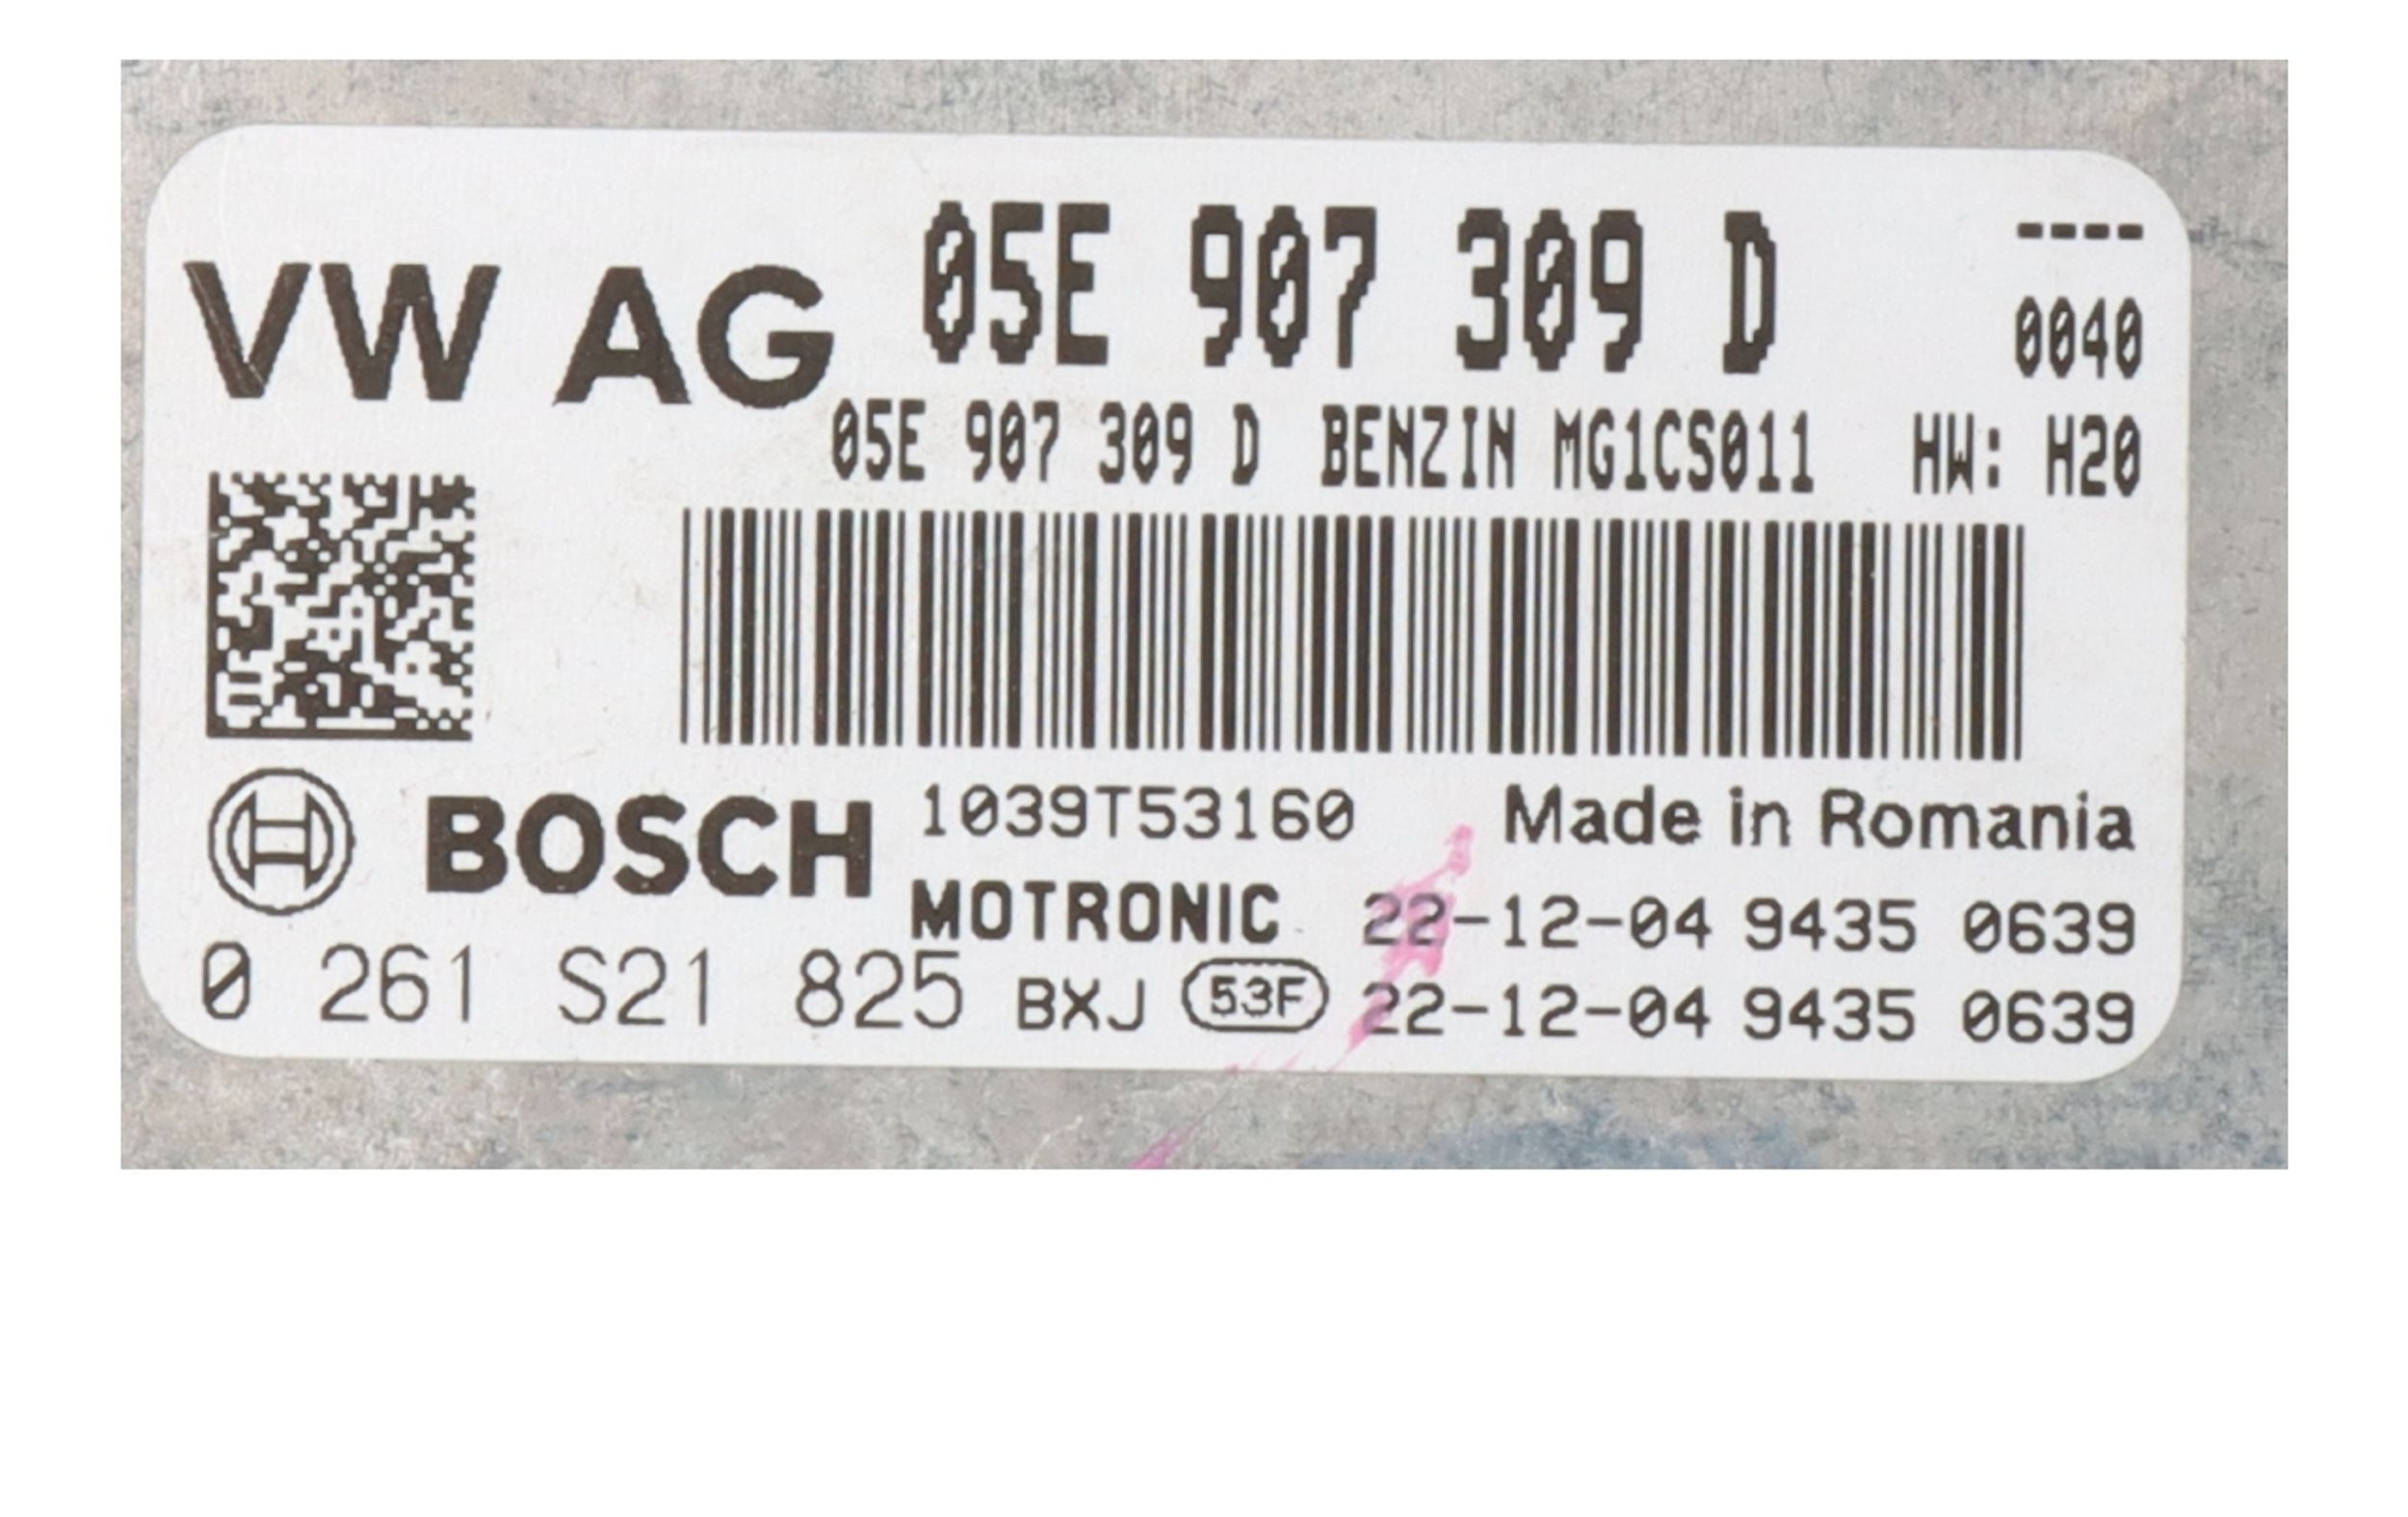 VW AG 05E 907 309 D ----
0040
05E 907 309 D BENZIN MG1CS011 HW: H20
BOSCH 1039T53160 Made in Romania
MOTRONIC 22-12-04 9435 0639
0 261 S21 825 BXJ 53F 22-12-04 9435 0639